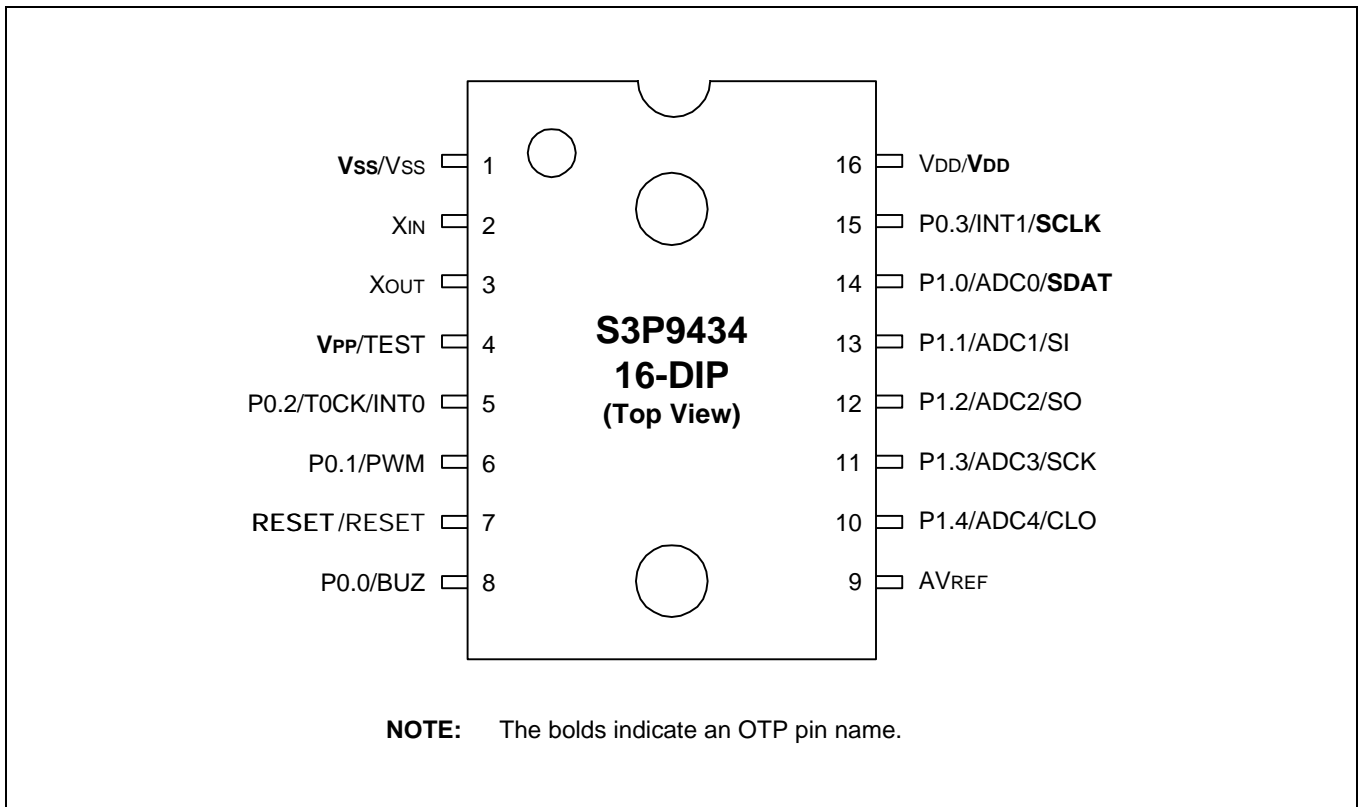 VSS/VSS 1
XIN 2
XOUT 3
VPP/TEST 4
P0.2/T0CK/INT0 5
P0.1/PWM 6
RESET/RESET 7
P0.0/BUZ 8
S3P9434
16-DIP
(Top View)
16 VDD/VDD
15 P0.3/INT1/SCLK
14 P1.0/ADC0/SDAT
13 P1.1/ADC1/SI
12 P1.2/ADC2/SO
11 P1.3/ADC3/SCK
10 P1.4/ADC4/CLO
9 AVREF
NOTE: The bolds indicate an OTP pin name.